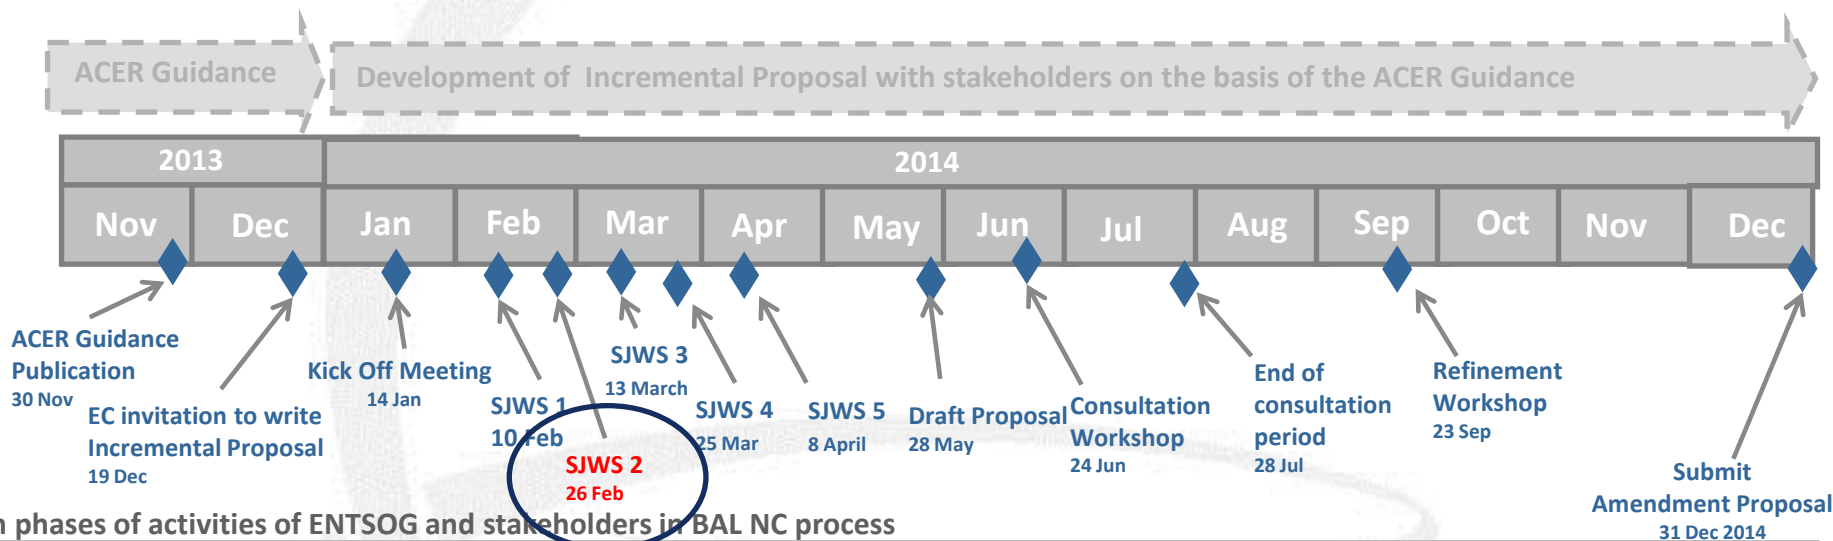 ACER Guidance
Development of Incremental Proposal with stakeholders on the basis of the ACER Guidance
2013
2014
Nov
Dec
Jan
Feb
Mar
Apr
May
Jun
Jul
Aug
Sep
Oct
Nov
Dec
ACER Guidance
Publication
30 Nov
EC invitation to write
Incremental Proposal
19 Dec
Kick Off Meeting
14 Jan
SJWS 1
10 Feb
SJWS 2
26 Feb
SJWS 3
13 March
SJWS 4
25 Mar
SJWS 5
8 April
Draft Proposal
28 May
Consultation
Workshop
24 Jun
End of
consultation
period
28 Jul
Refinement
Workshop
23 Sep
Submit
Amendment Proposal
31 Dec 2014
phases of activities of ENTSOG and stakeholders in BAL NC process